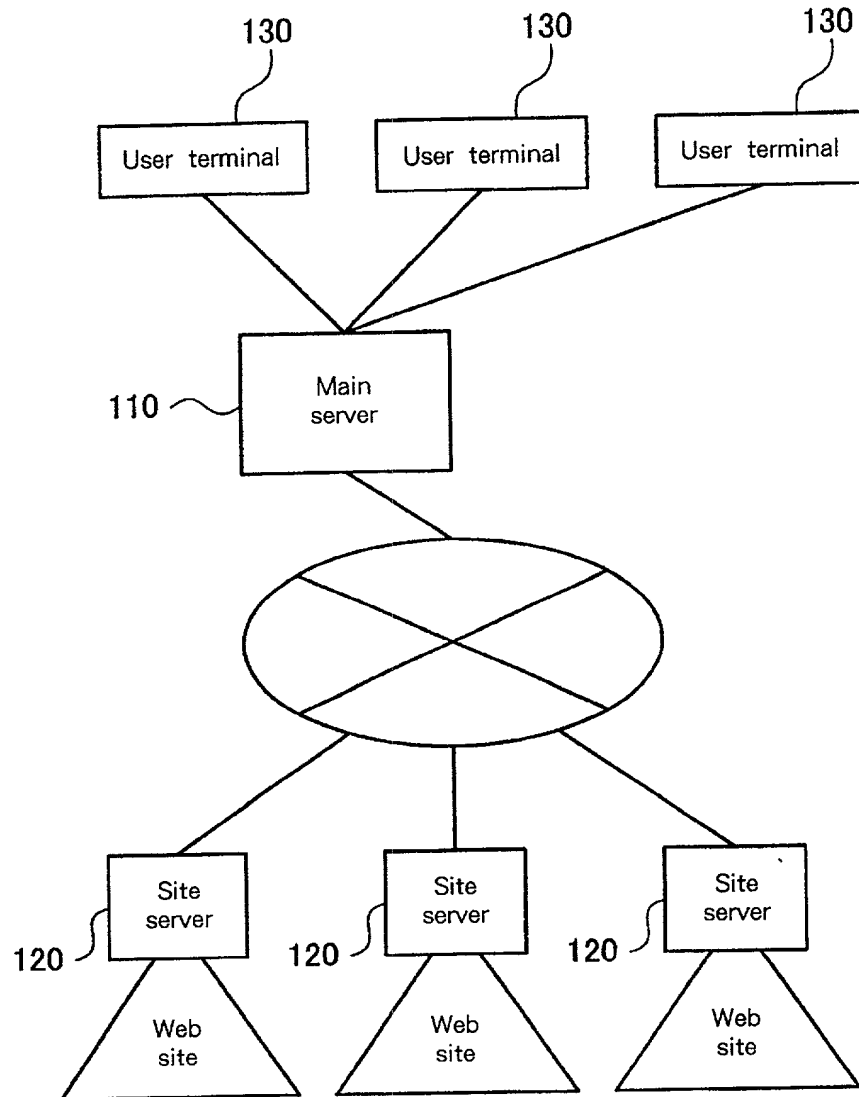 130
130
130
User terminal
User terminal
User terminal
110
Main
server
Site
server
Site
server
Site
server
120
120
120
Web
site
Web
site
Web
site